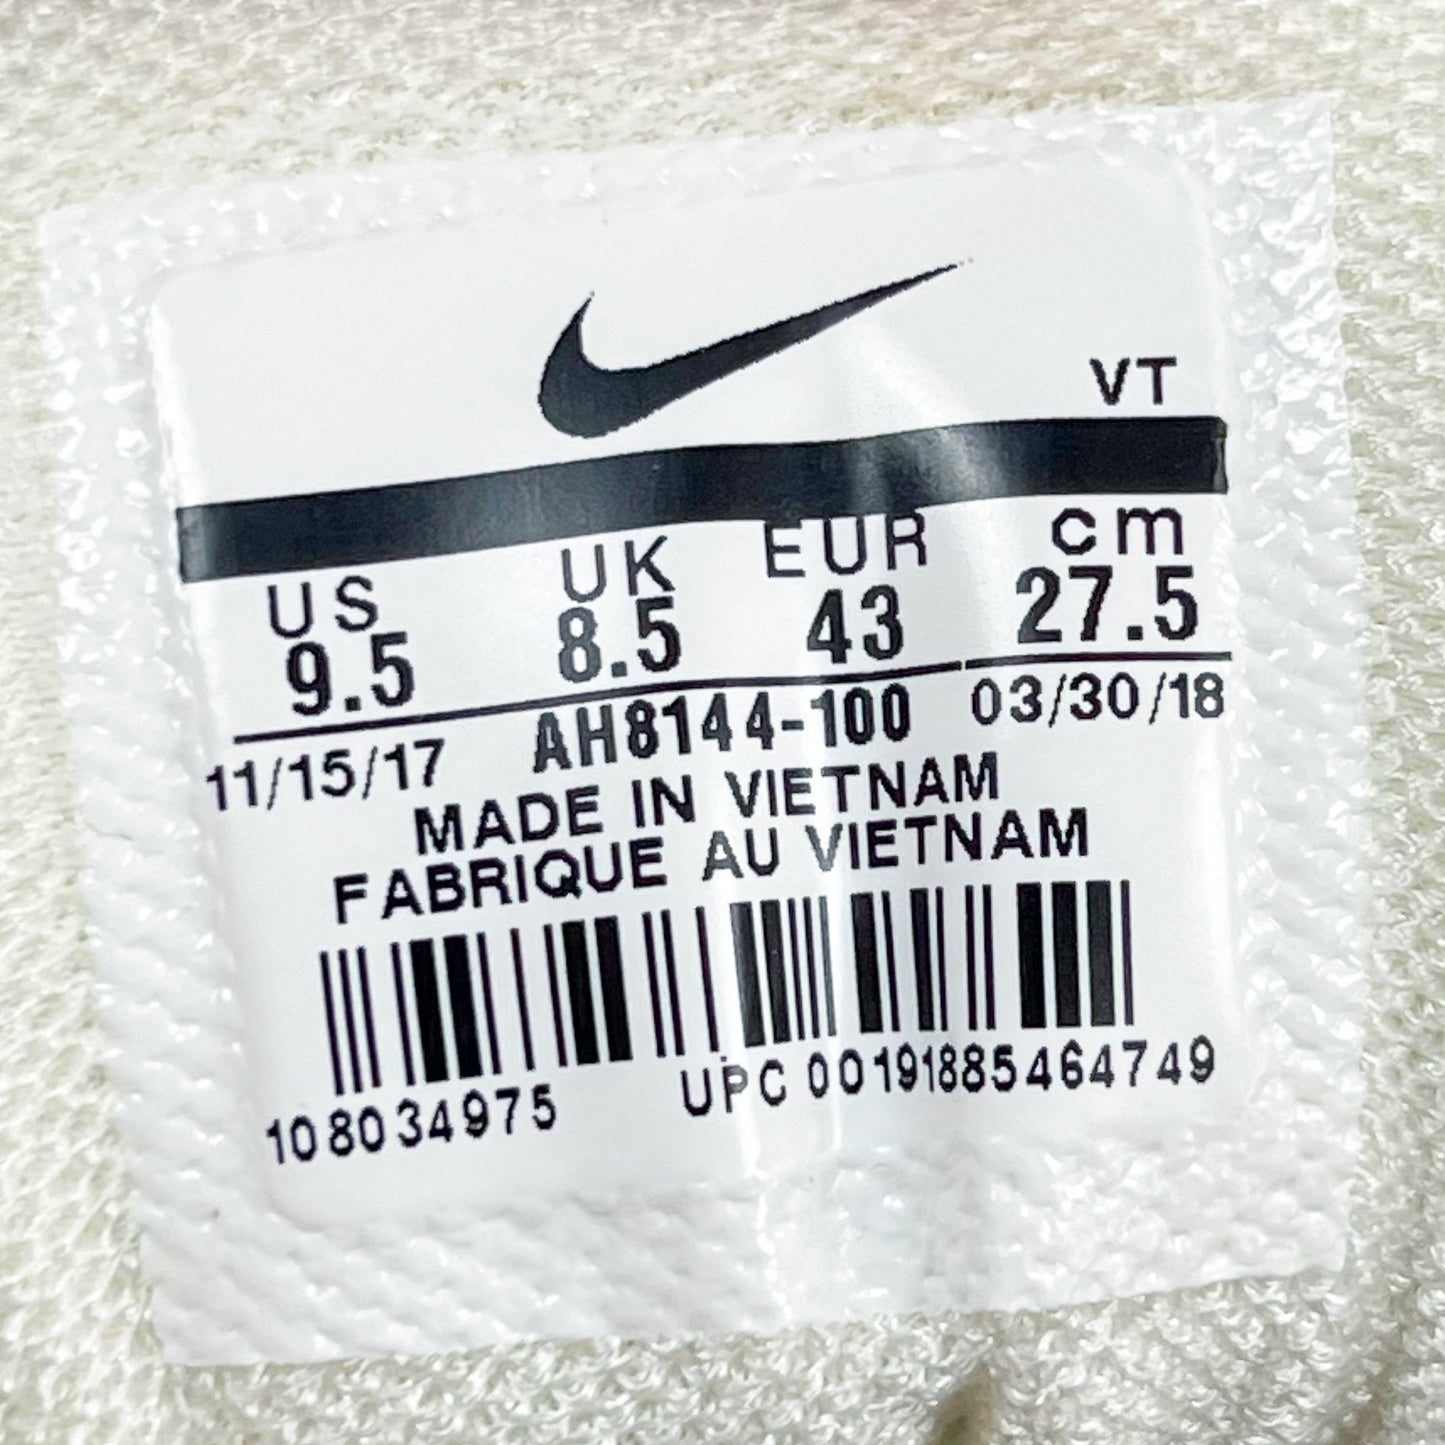 VT
US UK EUR cm
9.5 8.5 43 27.5
11/15/17 AH8144-100 03/30/18
MADE IN VIETNAM
FABRIQUE AU VIETNAM
108034975 UPC 00191885464749